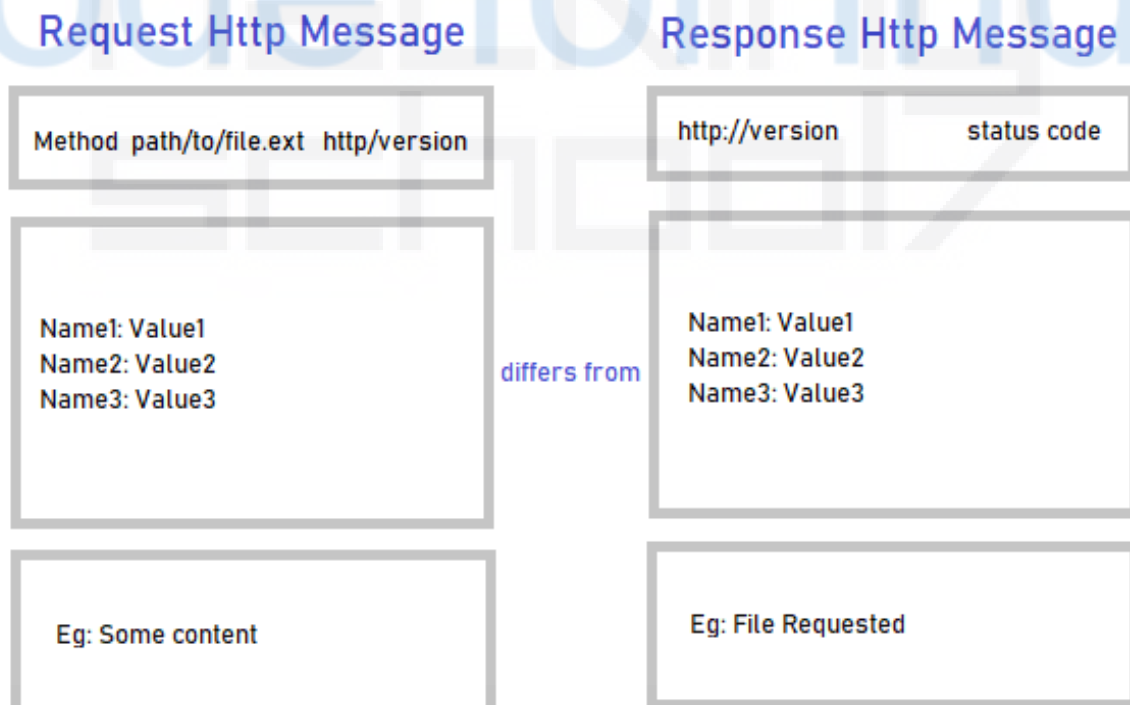 Request Http Message
Method path/to/file.ext http/version
Name1: Value1
Name2: Value2
Name3: Value3
Eg: Some content
differs from
Response Http Message
http://version status code
Name1: Value1
Name2: Value2
Name3: Value3
Eg: File Requested